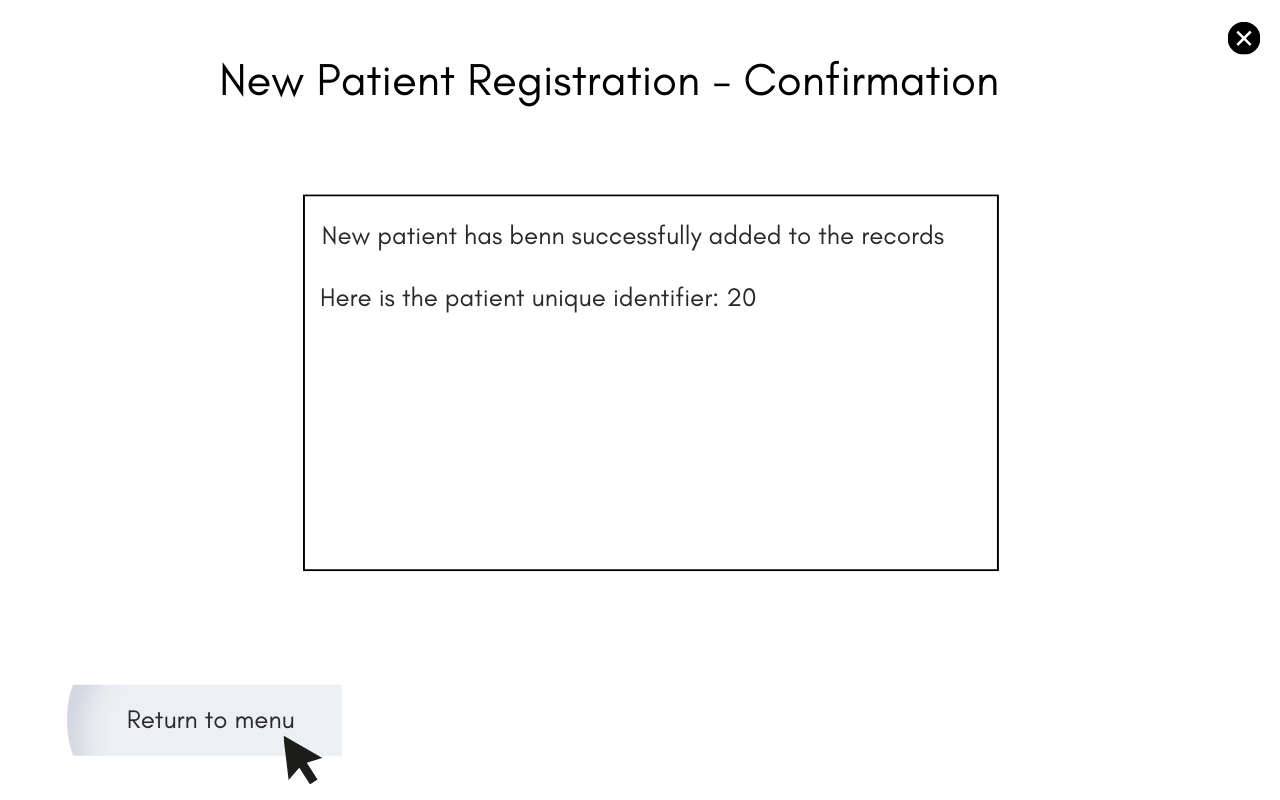 New Patient Registration - Confirmation
New patient has benn successfully added to the records
Here is the patient unique identifier: 20
Return to menu